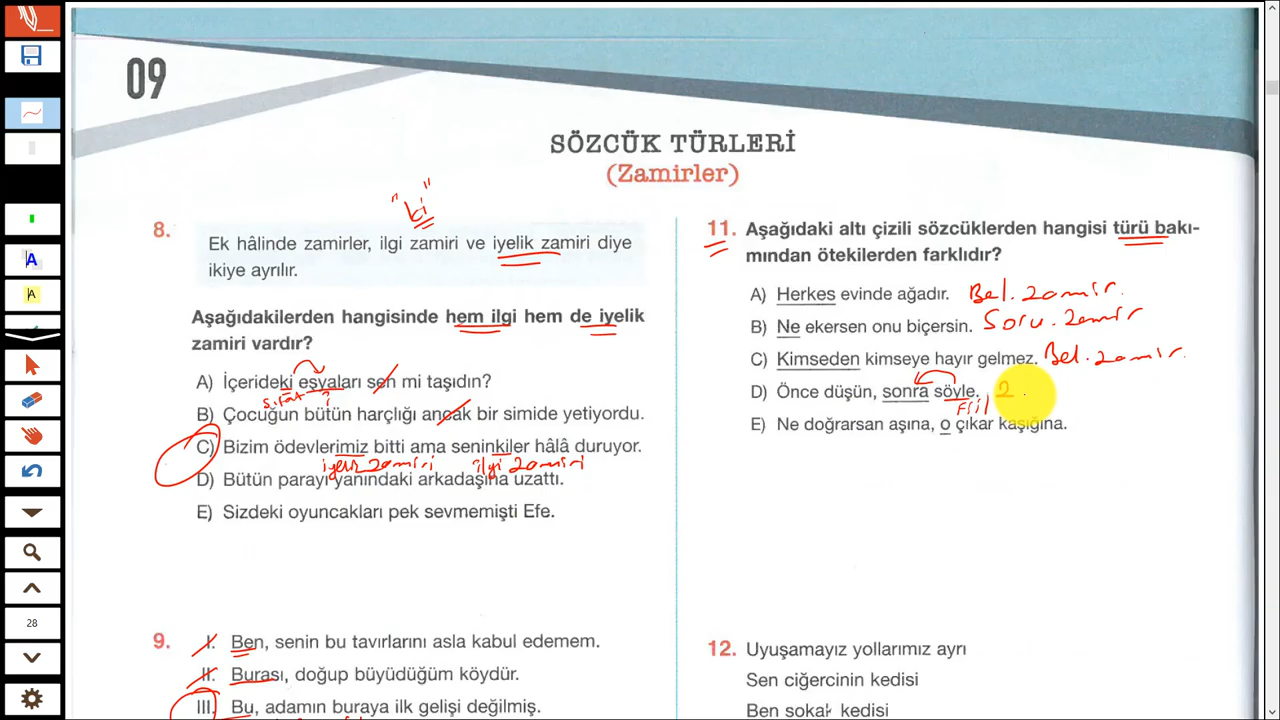 09
SÖZCÜK TÜRLERİ
(Zamirler)
"ki"
8.
Ek hâlinde zamirler, ilgi zamiri ve iyelik zamiri diye
ikiye ayrılır.
Aşağıdakilerden hangisinde hem ilgi hem de iyelik
zamiri vardır?
A) İçerideki eşyaları sen mi taşıdın?
sıfat
B) Çocuğun bütün harçlığı ancak bir simide yetiyordu.
C) Bizim ödevlerimiz bitti ama seninkiler hâlâ duruyor.
iyelik zamiri ilgi zamiri
D) Bütün parayı yanındaki arkadaşına uzattı.
E) Sizdeki oyuncakları pek sevmemişti Efe.
9.
I. Ben, senin bu tavırlarını asla kabul edemem.
II. Burası, doğup büyüdüğüm köydür.
III. Bu, adamın buraya ilk gelişi değilmiş.
11. Aşağıdaki altı çizili sözcüklerden hangisi türü bakı-
mından ötekilerden farklıdır?
A) Herkes evinde ağadır. Bel. zamir.
B) Ne ekersen onu biçersin. Soru. zamir
C) Kimseden kimseye hayır gelmez. Bel. zamir.
D) Önce düşün, sonra söyle. 2
Fiil
E) Ne doğrarsan aşına, o çıkar kaşığına.
12. Uyuşamayız yollarımız ayrı
Sen ciğercinin kedisi
Ben sokak kedisi
A
A
28